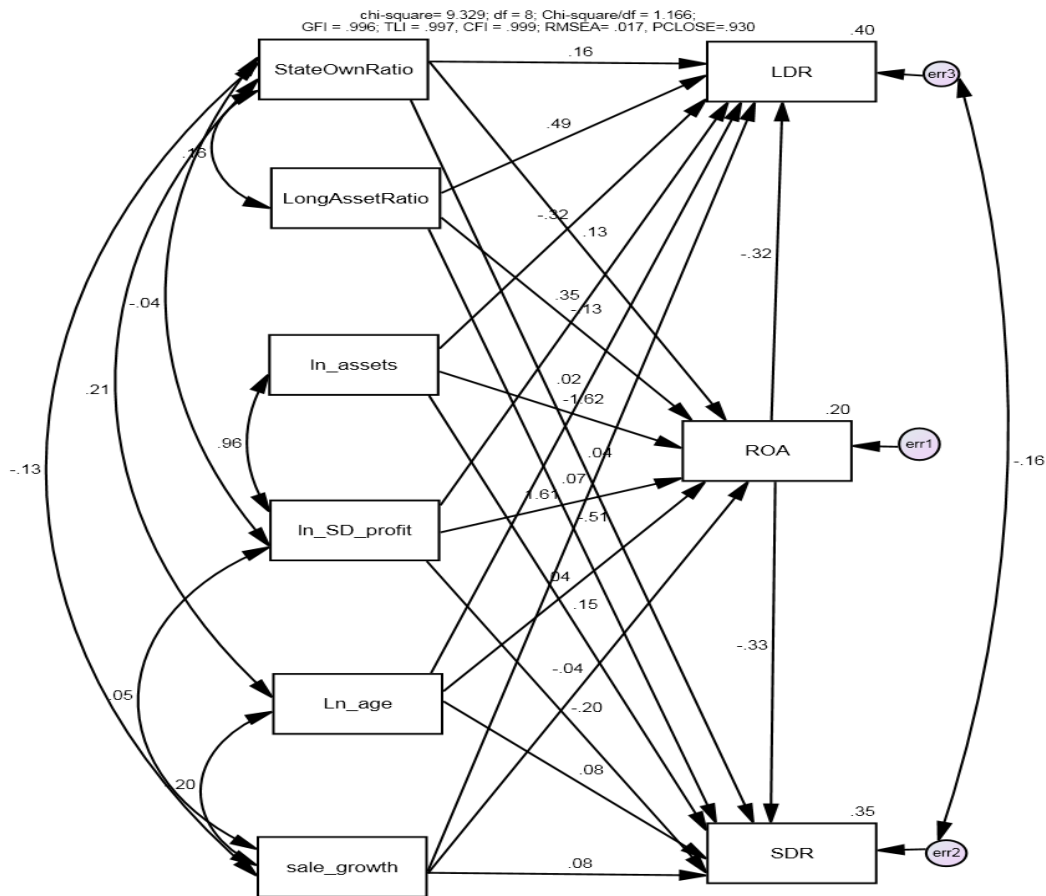 chi-square= 9.329; df = 8; Chi-square/df = 1.166;
GFI = .996; TLI = .997, CFI = .999; RMSEA= .017, PCLOSE=.930
.40
StateOwnRatio
.16
LDR
err3
.49
.16
LongAssetRatio
-.32
.13
-.32
-.04
.35
-.13
ln_assets
.02
-1.62
.21
.20
.96
.04
ROA
err1
-.13
.07
-.16
1.61
-.51
ln_SD_profit
.04
.15
-.33
.05
-.04
Ln_age
-.20
.20
.08
.35
sale_growth
.08
SDR
err2